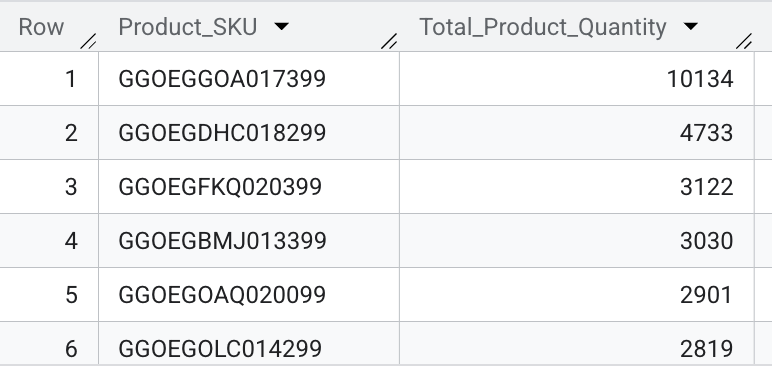 Row Product_SKU Total_Product_Quantity
1 GGOEGGOA017399 10134
2 GGOEGDHC018299 4733
3 GGOEGFKQ020399 3122
4 GGOEGBMJ013399 3030
5 GGOEGOAQ020099 2901
6 GGOEGOLC014299 2819